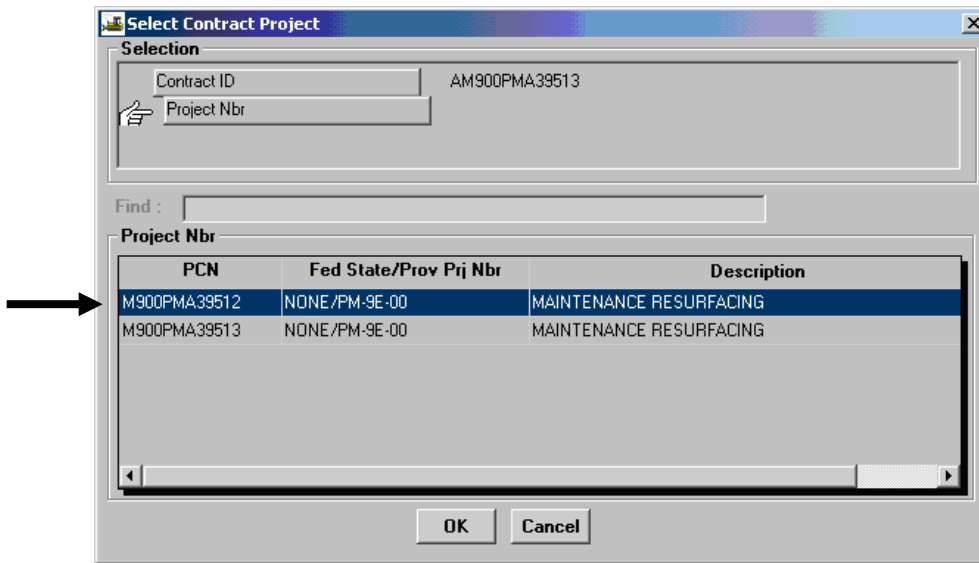 Select Contract Project
Selection
Contract ID AM900PMA39513
Project Nbr
Find :
Project Nbr
PCN Fed State/Prov Prj Nbr Description
M900PMA39512 NONE/PM-9E-00 MAINTENANCE RESURFACING
M900PMA39513 NONE/PM-9E-00 MAINTENANCE RESURFACING
OK Cancel